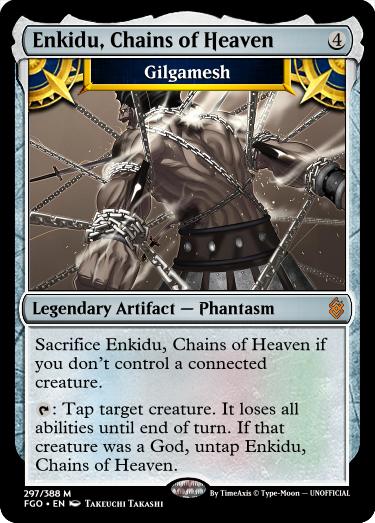 Enkidu, Chains of Heaven 4
Gilgamesh
Legendary Artifact — Phantasm
Sacrifice Enkidu, Chains of Heaven if
you don't control a connected
creature.
: Tap target creature. It loses all
abilities until end of turn. If that
creature was a God, untap Enkidu,
Chains of Heaven.
297/388 M
FGO • EN Takeuchi Takashi
By TimeAxis © Type-Moon — UNOFFICIAL